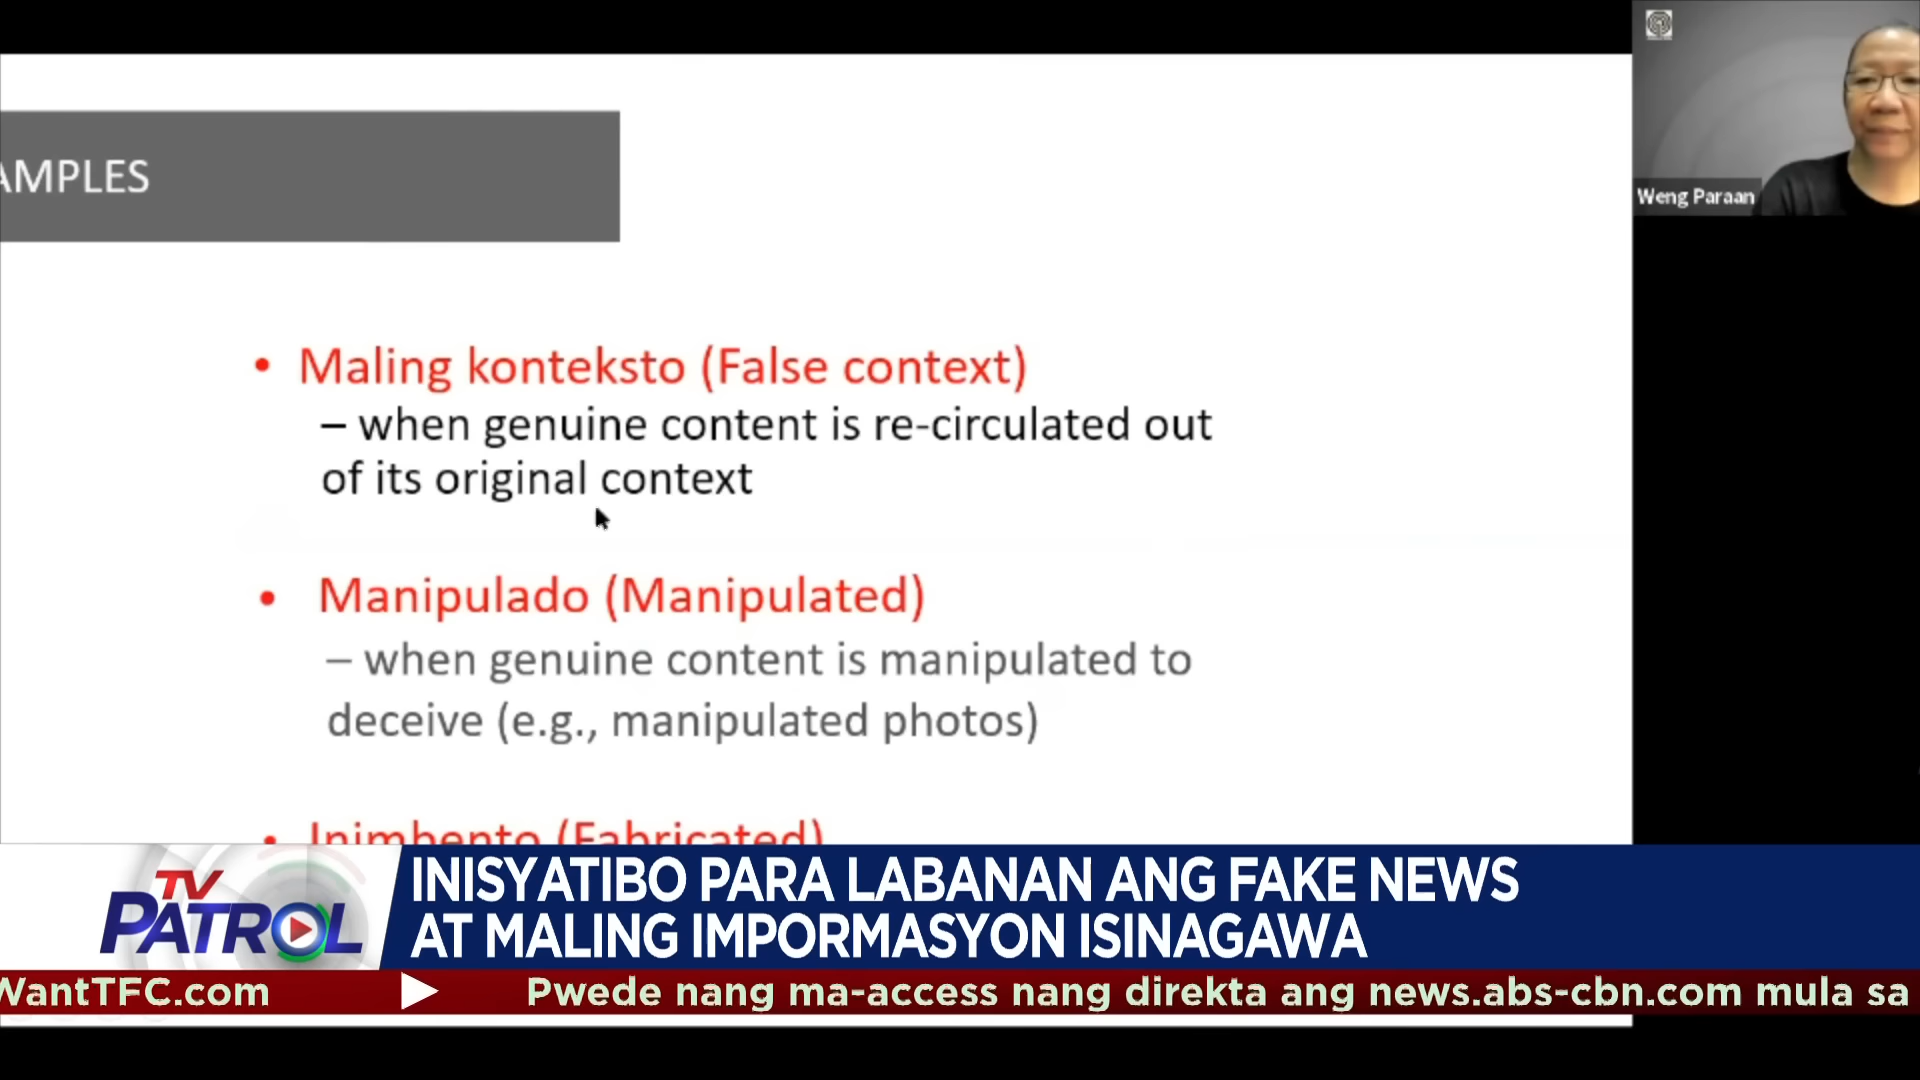 AMPLES
Weng Paraan
• Maling konteksto (False context)
– when genuine content is re-circulated out
of its original context
• Manipulado (Manipulated)
– when genuine content is manipulated to
deceive (e.g., manipulated photos)
• Inimbento (Fabricated)
TV
PATROL
INISYATIBO PARA LABANAN ANG FAKE NEWS
AT MALING IMPORMASYON ISINAGAWA
WantTFC.com
Pwede nang ma-access nang direkta ang news.abs-cbn.com mula sa